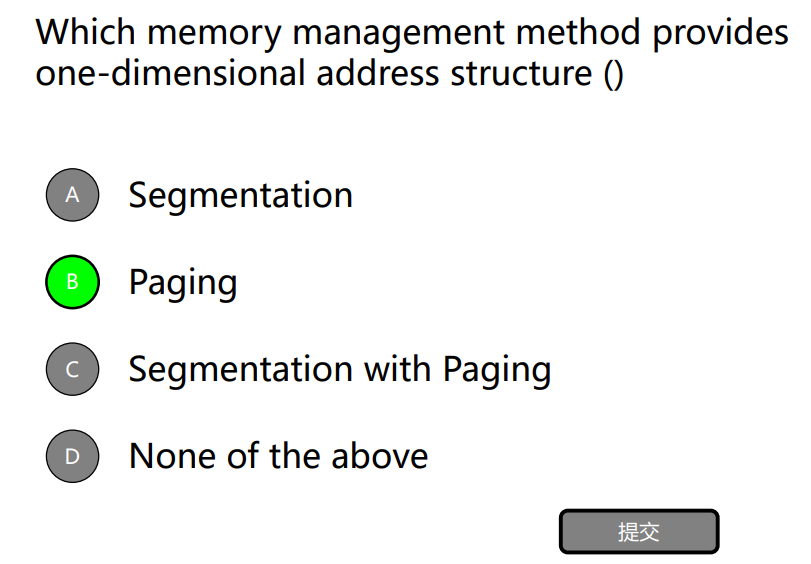 Which memory management method provides
one-dimensional address structure ()
A Segmentation
B Paging
C Segmentation with Paging
D None of the above
提交